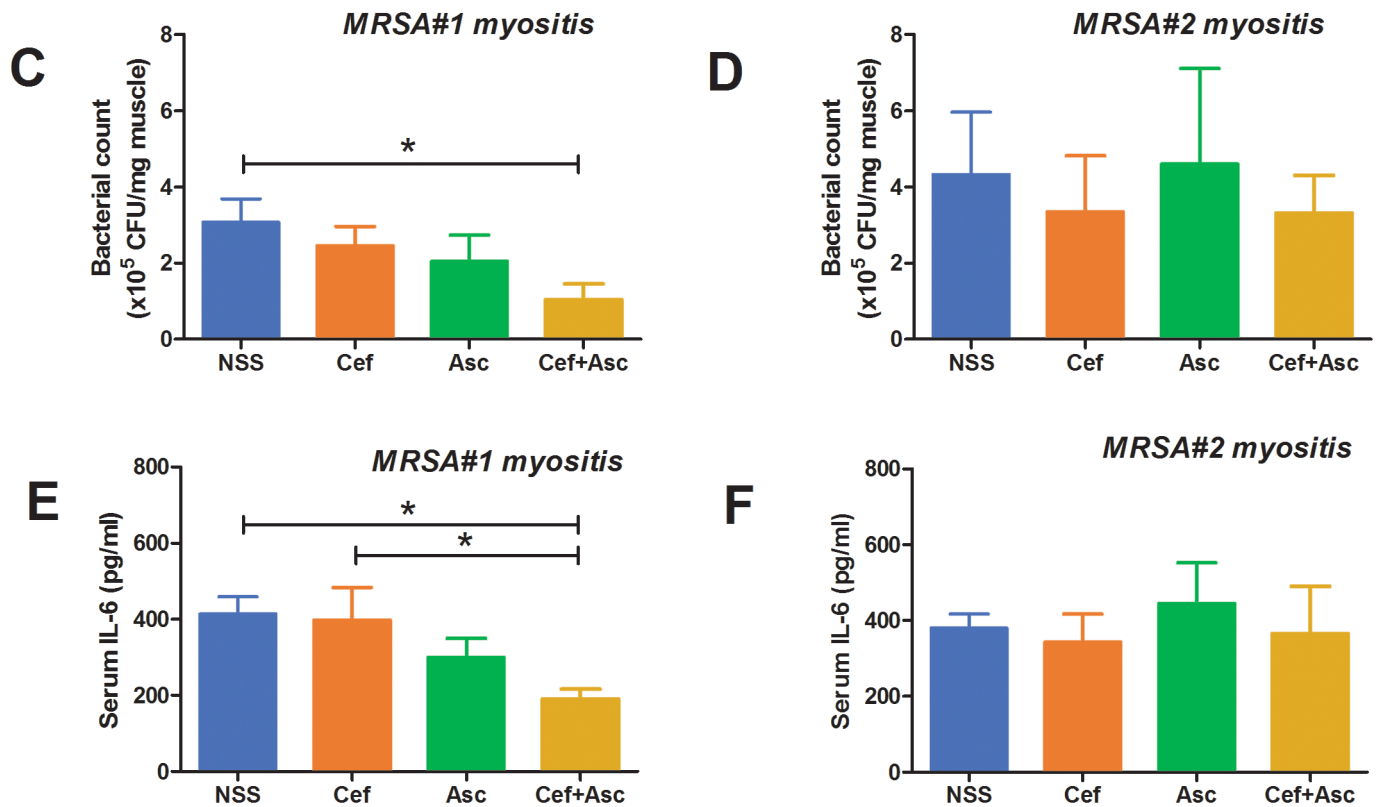 C
MRSA#1 myositis
Bacterial count
(x10⁵ CFU/mg muscle)
8
6
4
2
0
*
NSS Cef Asc Cef+Asc
D
MRSA#2 myositis
Bacterial count
(x10⁵ CFU/mg muscle)
8
6
4
2
0
NSS Cef Asc Cef+Asc
E
MRSA#1 myositis
Serum IL-6 (pg/ml)
800
600
400
200
0
*
*
NSS Cef Asc Cef+Asc
F
MRSA#2 myositis
Serum IL-6 (pg/ml)
800
600
400
200
0
NSS Cef Asc Cef+Asc